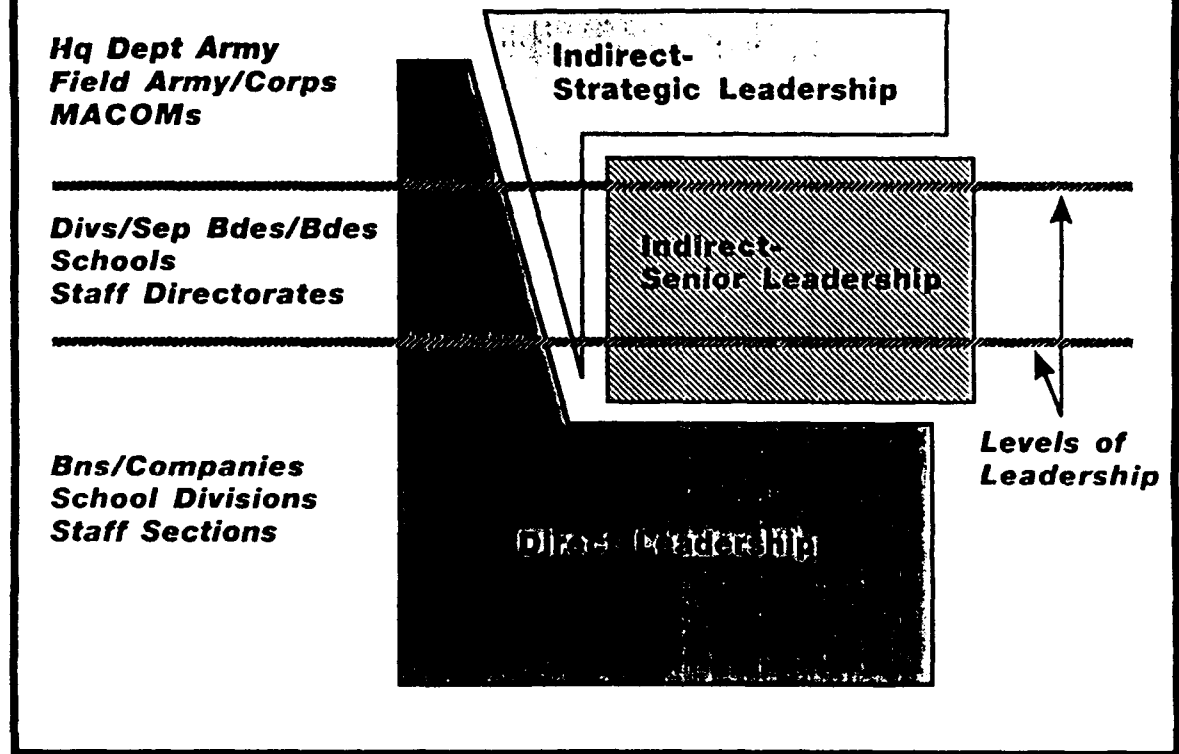 Hq Dept Army
Field Army/Corps
MACOMs
Indirect-
Strategic Leadership
Divs/Sep Bdes/Bdes
Schools
Staff Directorates
Indirect-
Senior Leadership
Levels of
Leadership
Bns/Companies
School Divisions
Staff Sections
Direct Leadership